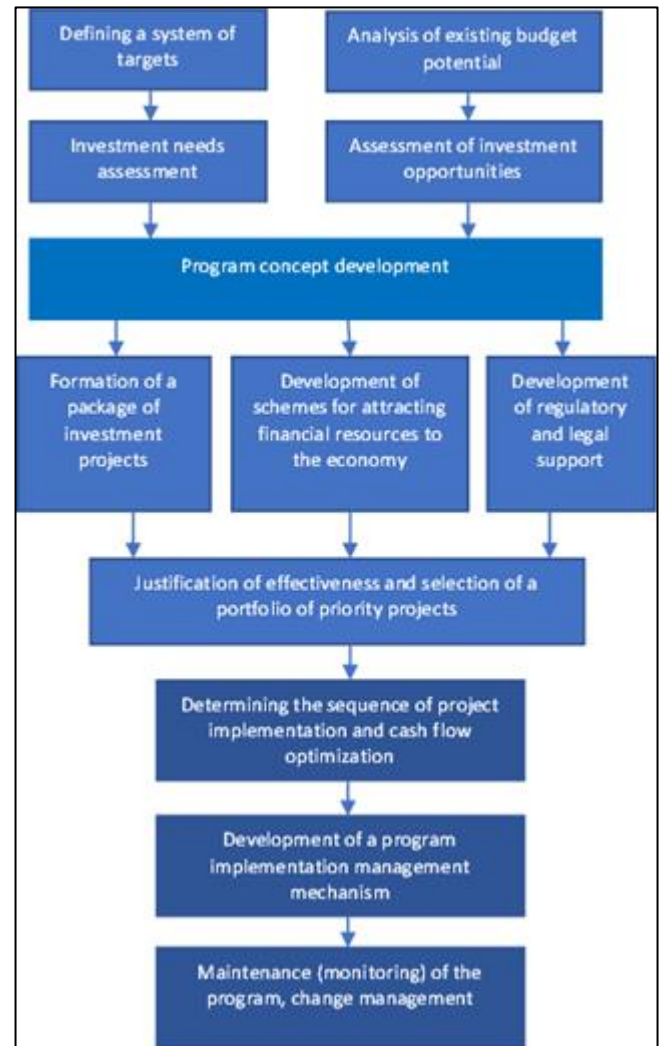 Defining a system of
targets
Analysis of existing budget
potential
Investment needs
assessment
Assessment of investment
opportunities
Program concept development
Formation of a
package of
investment
projects
Development of
schemes for attracting
financial resources to
the economy
Development
of regulatory
and legal
support
Justification of effectiveness and selection of a
portfolio of priority projects
Determining the sequence of project
implementation and cash flow
optimization
Development of a program
implementation management
mechanism
Maintenance (monitoring) of the
program, change management